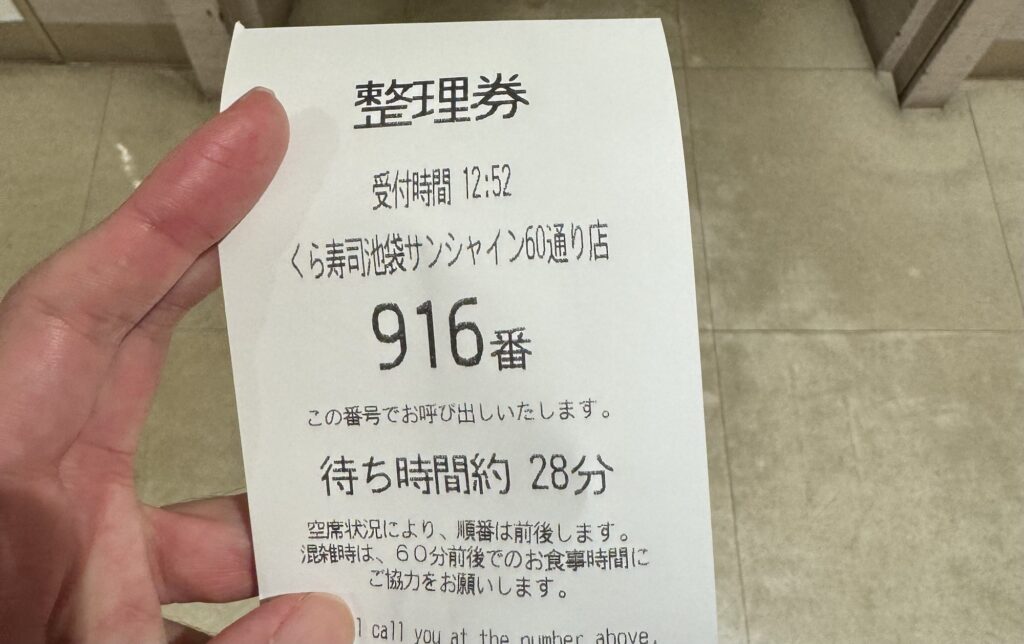 整理券
受付時間 12:52
くら寿司池袋サンシャイン60通り店
916番
この番号でお呼び出しいたします。
待ち時間約 28分
空席状況により、順番は前後します。
混雑時は、60分前後でのお食事時間に
ご協力をお願いします。
call you at the number above.